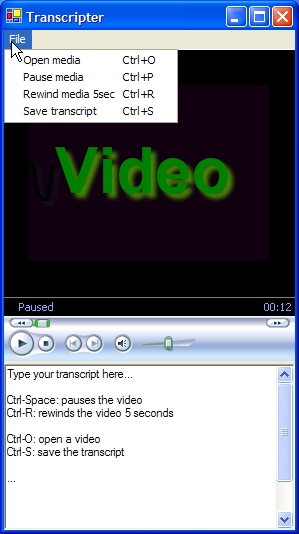 Transcripter
File
Open media Ctrl+O
Pause media Ctrl+P
Rewind media 5sec Ctrl+R
Save transcript Ctrl+S
Video
Paused 00:12
Type your transcript here...
Ctrl-Space: pauses the video
Ctrl-R: rewinds the video 5 seconds
Ctrl-O: open a video
Ctrl-S: save the transcript
...